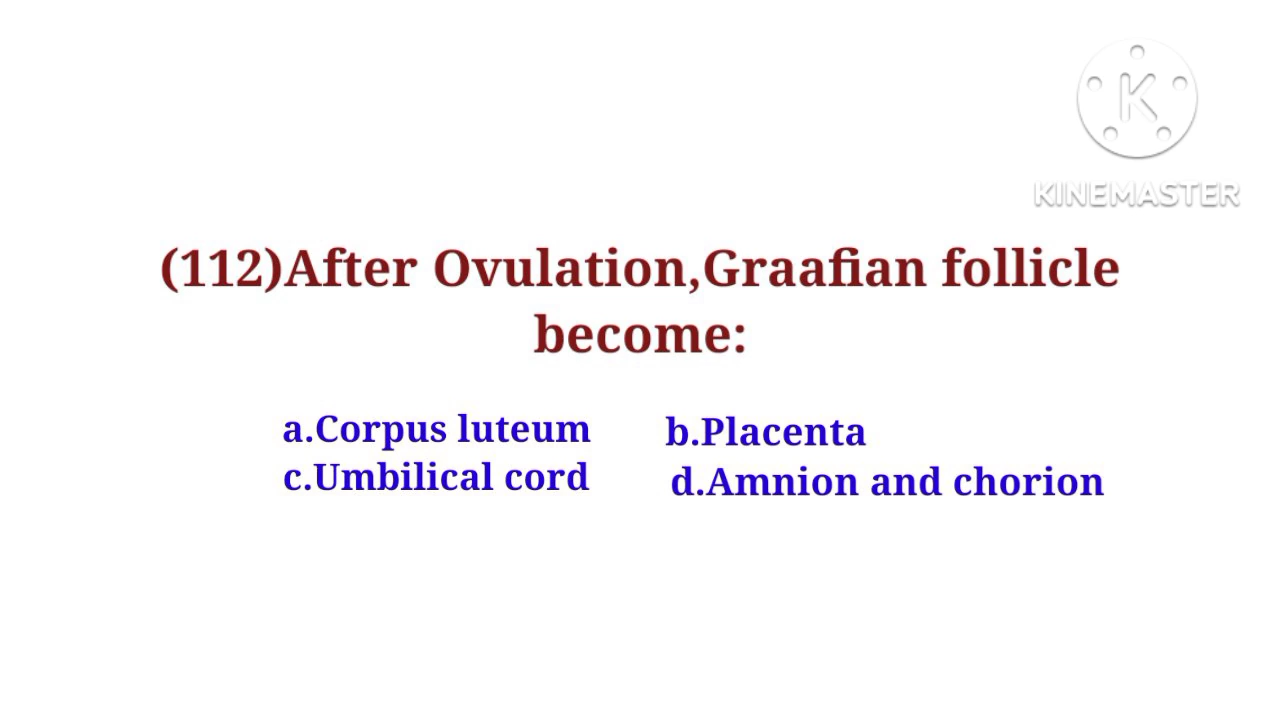 K
KINEMASTER
(112)After Ovulation,Graafian follicle
become:
a.Corpus luteum b.Placenta
c.Umbilical cord d.Amnion and chorion